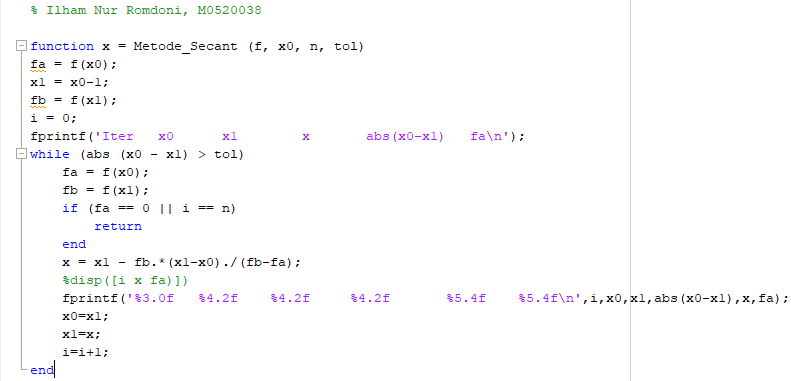 % Ilham Nur Romdoni, M0520038
function x = Metode_Secant (f, x0, n, tol)
fa = f(x0);
x1 = x0-1;
fb = f(x1);
i = 0;
fprintf('Iter   x0      x1        x       abs(x0-x1)   fa\n');
while (abs (x0 - x1) > tol)
    fa = f(x0);
    fb = f(x1);
    if (fa == 0 || i == n)
        return
    end
    x = x1 - fb.*(x1-x0)./(fb-fa);
    %disp([i x fa)])
    fprintf('%3.0f   %4.2f    %4.2f     %4.2f       %5.4f    %5.4f\n',i,x0,x1,abs(x0-x1),x,fa);
    x0=x1;
    x1=x;
    i=i+1;
end